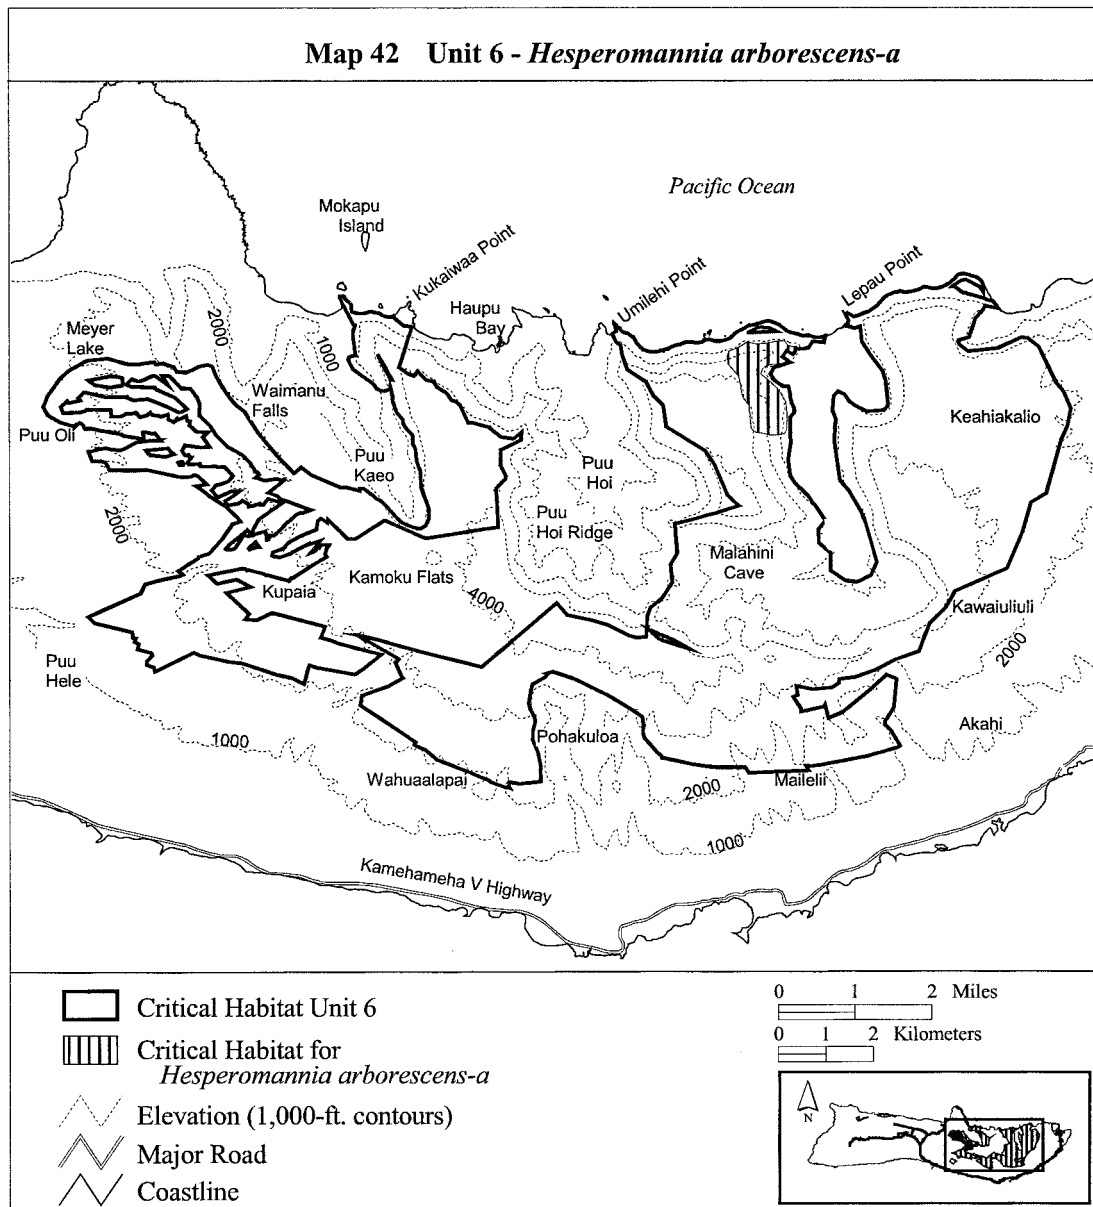 Map 42 Unit 6 - Hesperomannia arborescens-a
Pacific Ocean
Mokapu
Island
Kukaiwaa Point
Haupu
Bay
Umilehi Point
Lepau Point
Meyer
Lake
2000
1000
Waimanu
Falls
Puu Oli
Puu
Kaeo
Keahiakalio
Puu
Hoi
Puu
Hoi Ridge
2000
Malahini
Cave
Kamoku Flats
Kupaia
4000
Kawaiuliuli
2000
Puu
Hele
1000
Pohakuloa
Akahi
Wahuaalapai
2000
Mailelii
1000
Kamehameha V Highway
Critical Habitat Unit 6
Critical Habitat for
Hesperomannia arborescens-a
Elevation (1,000-ft. contours)
Major Road
Coastline
0 1 2 Miles
0 1 2 Kilometers
N